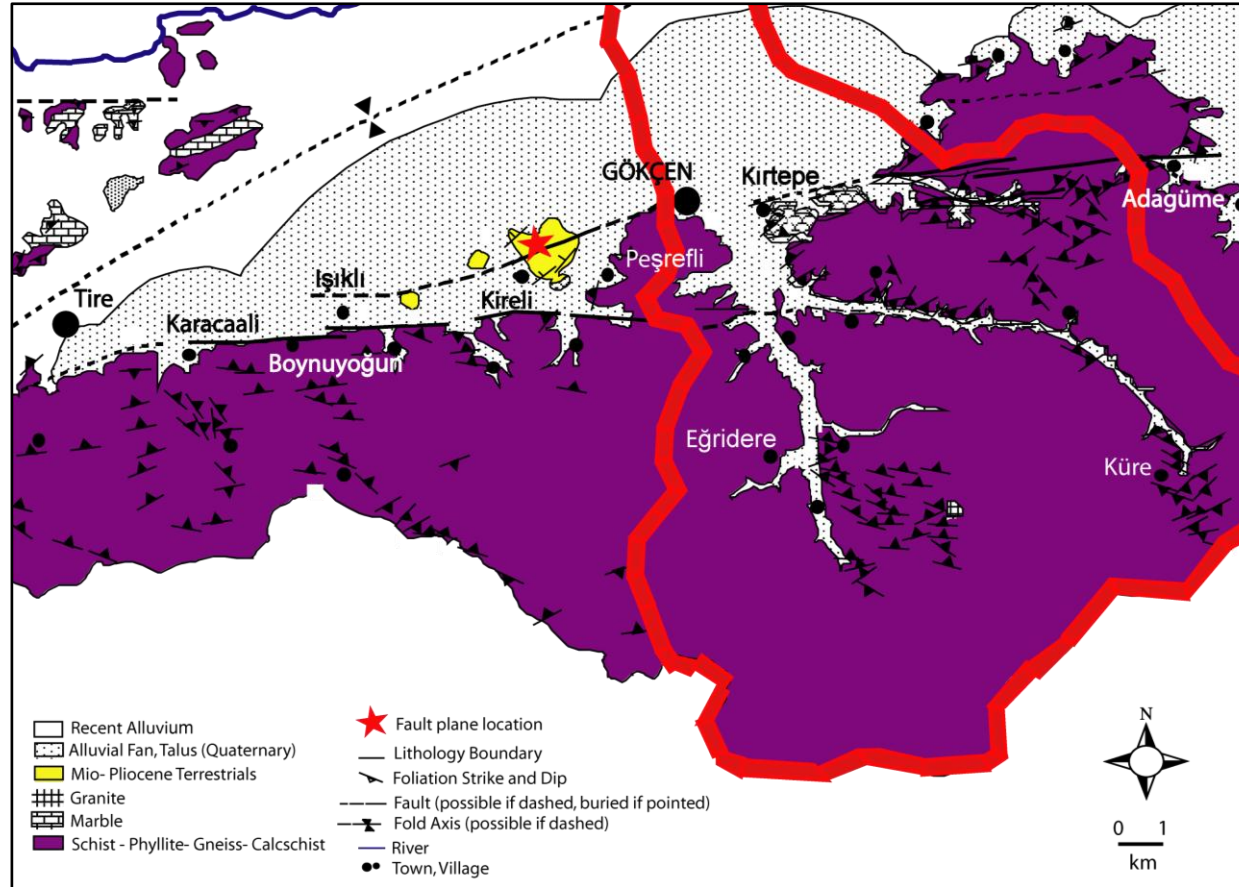 GÖKÇEN
Kırtepe
Adagüme
Peşrefli
Işıklı
Tire
Kireli
Karacaali
Boynuyoğun
Eğridere
Küre
Recent Alluvium
Alluvial Fan, Talus (Quaternary)
Mio- Pliocene Terrestrials
Granite
Marble
Schist - Phyllite- Gneiss- Calcschist
Fault plane location
Lithology Boundary
Foliation Strike and Dip
Fault (possible if dashed, buried if pointed)
Fold Axis (possible if dashed)
River
Town, Village
N
0 1
km